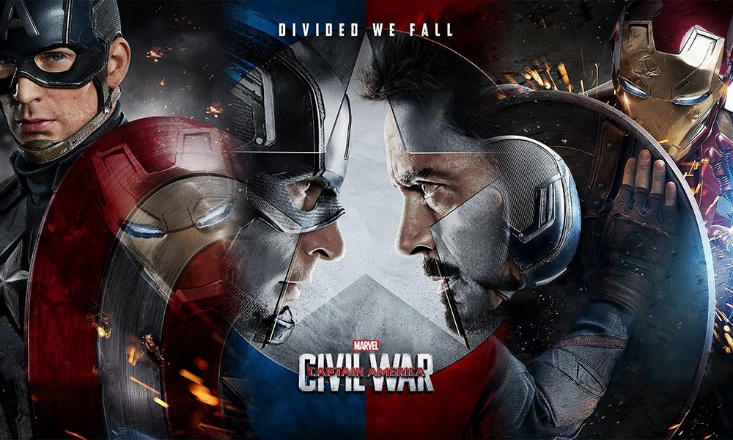 DIVIDED WE FALL
MARVEL
CAPTAIN AMERICA
CIVIL WAR
A